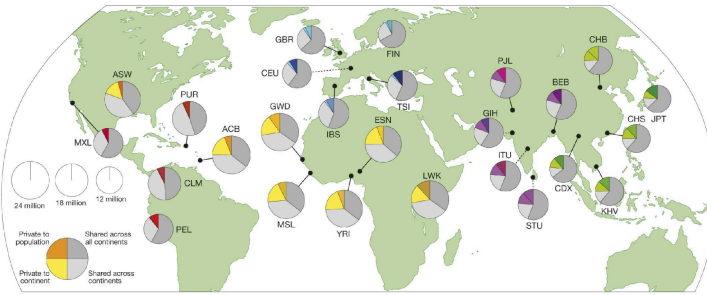 GBR
FIN
CHB
CEU
PJL
BEB
ASW
PUR
GWD
ESN
TSI
CHS
JPT
ACB
IBS
GIH
MXL
ITU
CDX
LWK
CLM
KHV
24 million
18 million
12 million
MSL
YRI
STU
PEL
Private to
population
Shared across
all continents
Private to
continent
Shared across
continents